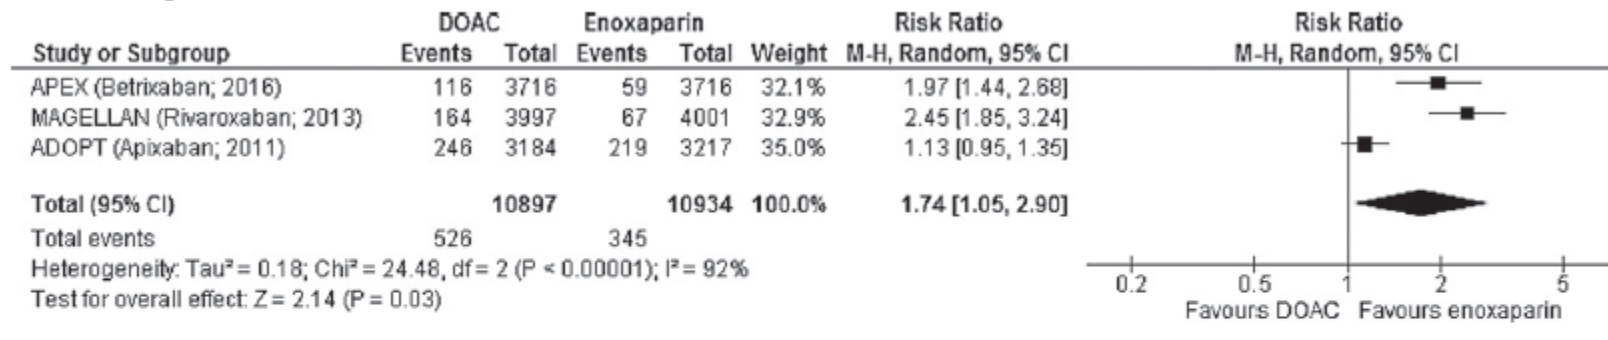 DOAC Enoxaparin Risk Ratio Risk Ratio
Study or Subgroup Events Total Events Total Weight M-H, Random, 95% CI M-H, Random, 95% CI
APEX (Betrixaban; 2016) 116 3716 59 3716 32.1% 1.97 [1.44, 2.68]
MAGELLAN (Rivaroxaban; 2013) 164 3997 67 4001 32.9% 2.45 [1.85, 3.24]
ADOPT (Apixaban; 2011) 246 3184 219 3217 35.0% 1.13 [0.95, 1.35]
Total (95% CI) 10897 10934 100.0% 1.74 [1.05, 2.90]
Total events 526 345
Heterogeneity: Tau² = 0.18; Chi² = 24.48, df = 2 (P < 0.00001); I² = 92%
Test for overall effect: Z = 2.14 (P = 0.03)
0.2 0.5 1 2 5
Favours DOAC Favours enoxaparin